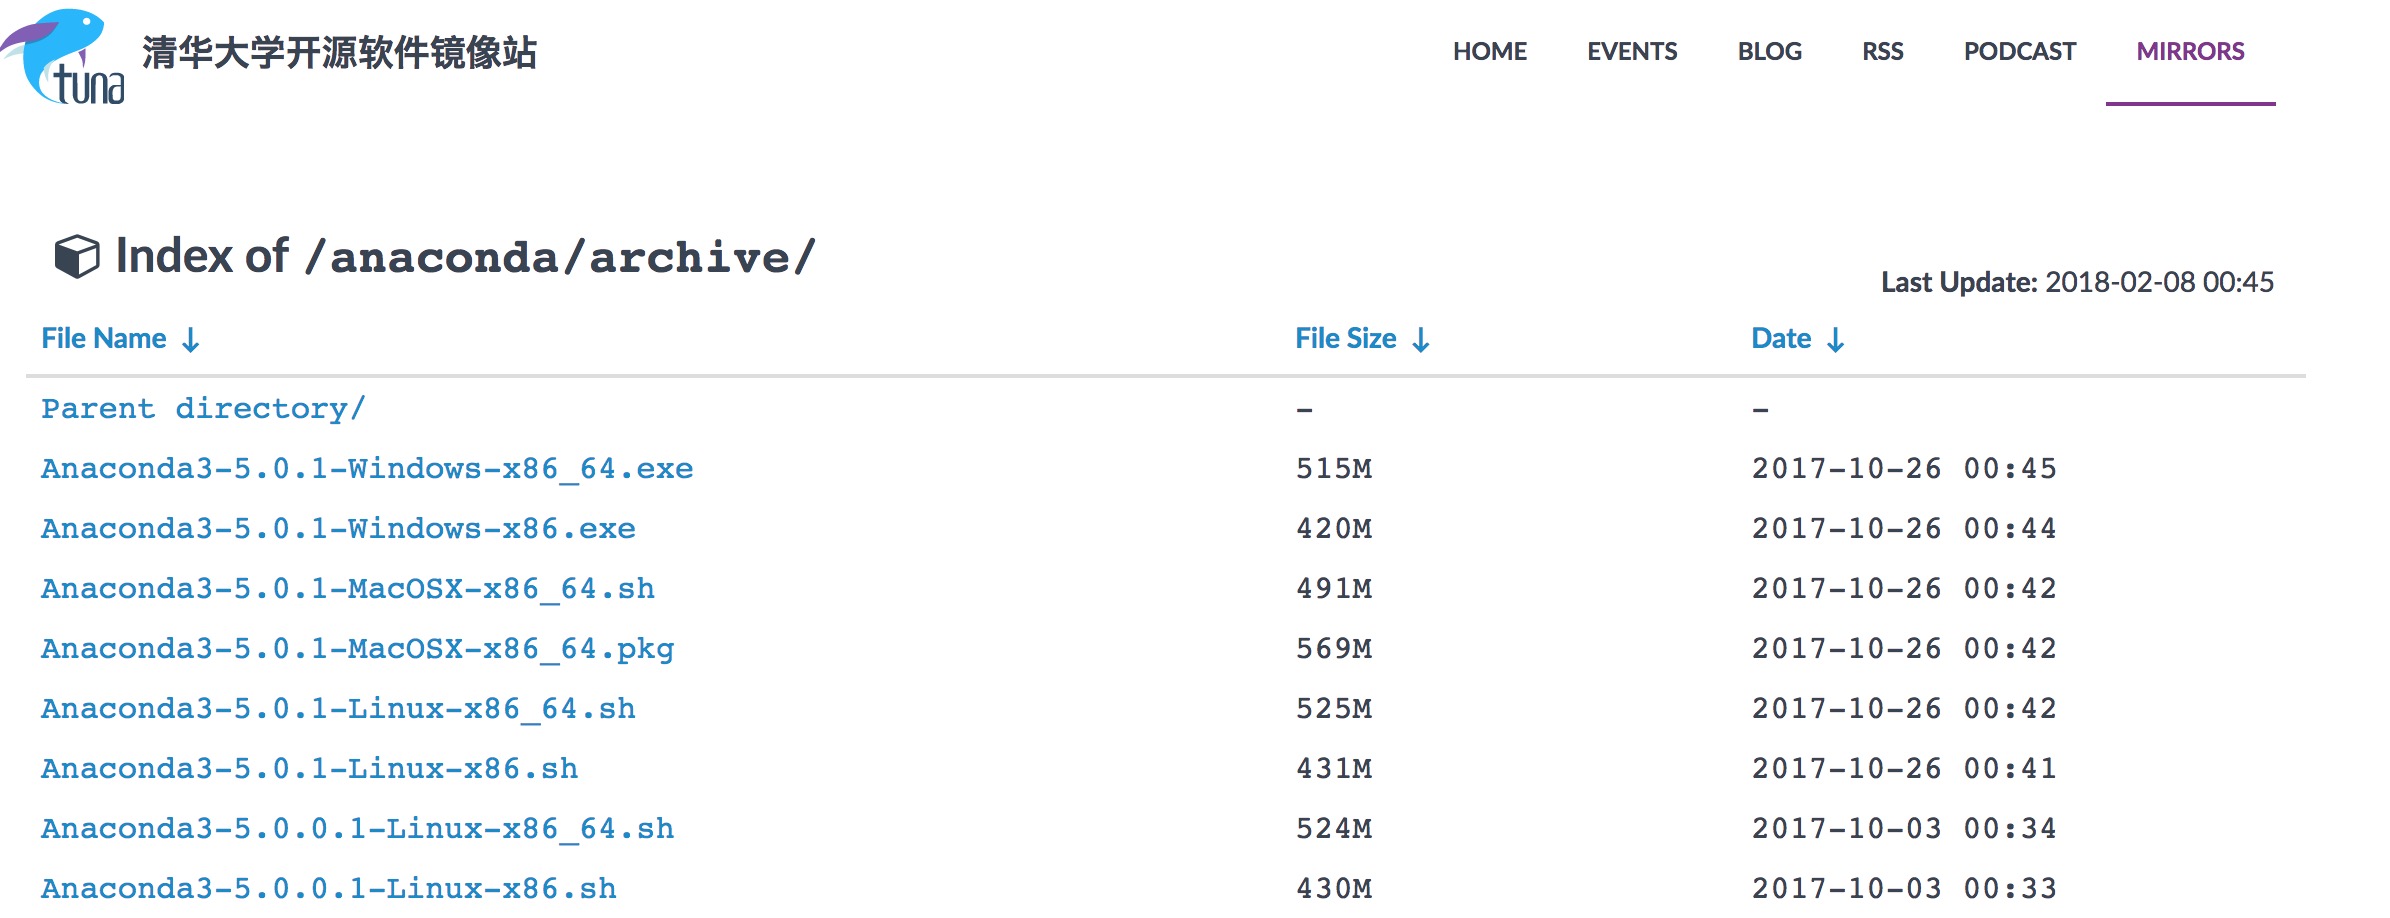 tuna 清华大学开源软件镜像站 HOME EVENTS BLOG RSS PODCAST MIRRORS
Index of /anaconda/archive/
Last Update: 2018-02-08 00:45
File Name ↓ File Size ↓ Date ↓
Parent directory/ - -
Anaconda3-5.0.1-Windows-x86_64.exe 515M 2017-10-26 00:45
Anaconda3-5.0.1-Windows-x86.exe 420M 2017-10-26 00:44
Anaconda3-5.0.1-MacOSX-x86_64.sh 491M 2017-10-26 00:42
Anaconda3-5.0.1-MacOSX-x86_64.pkg 569M 2017-10-26 00:42
Anaconda3-5.0.1-Linux-x86_64.sh 525M 2017-10-26 00:42
Anaconda3-5.0.1-Linux-x86.sh 431M 2017-10-26 00:41
Anaconda3-5.0.0.1-Linux-x86_64.sh 524M 2017-10-03 00:34
Anaconda3-5.0.0.1-Linux-x86.sh 430M 2017-10-03 00:33